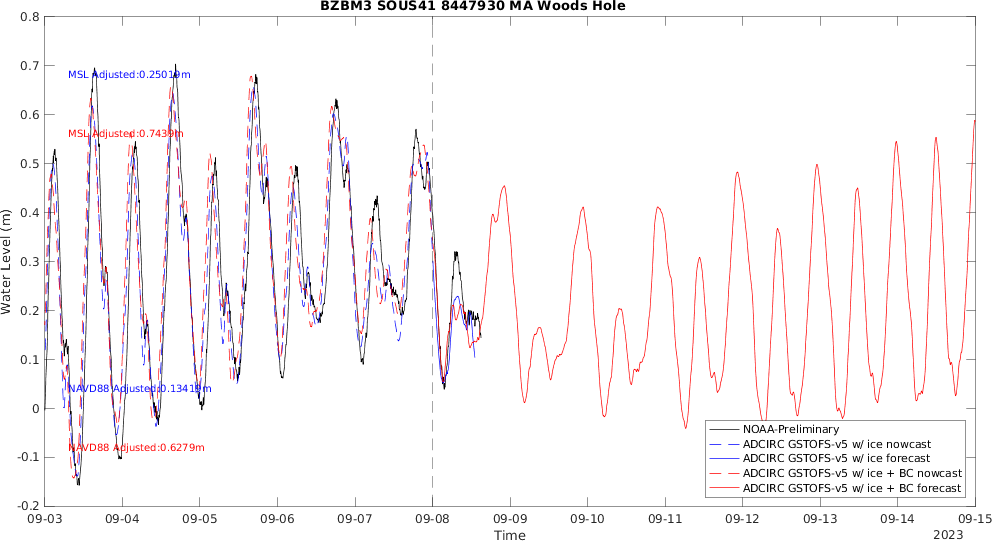 BZBM3 SOUS41 8447930 MA Woods Hole
0.8
0.7
0.6
0.5
0.4
0.3
0.2
0.1
0
-0.1
-0.2
Water Level (m)
MSL Adjusted:0.25019m
MSL Adjusted:0.7439m
NAVD88 Adjusted:0.13419m
NAVD88 Adjusted:0.6279m
NOAA-Preliminary
ADCIRC GSTOFS-v5 w/ ice nowcast
ADCIRC GSTOFS-v5 w/ ice forecast
ADCIRC GSTOFS-v5 w/ ice + BC nowcast
ADCIRC GSTOFS-v5 w/ ice + BC forecast
09-03 09-04 09-05 09-06 09-07 09-08 09-09 09-10 09-11 09-12 09-13 09-14 09-15
Time
2023